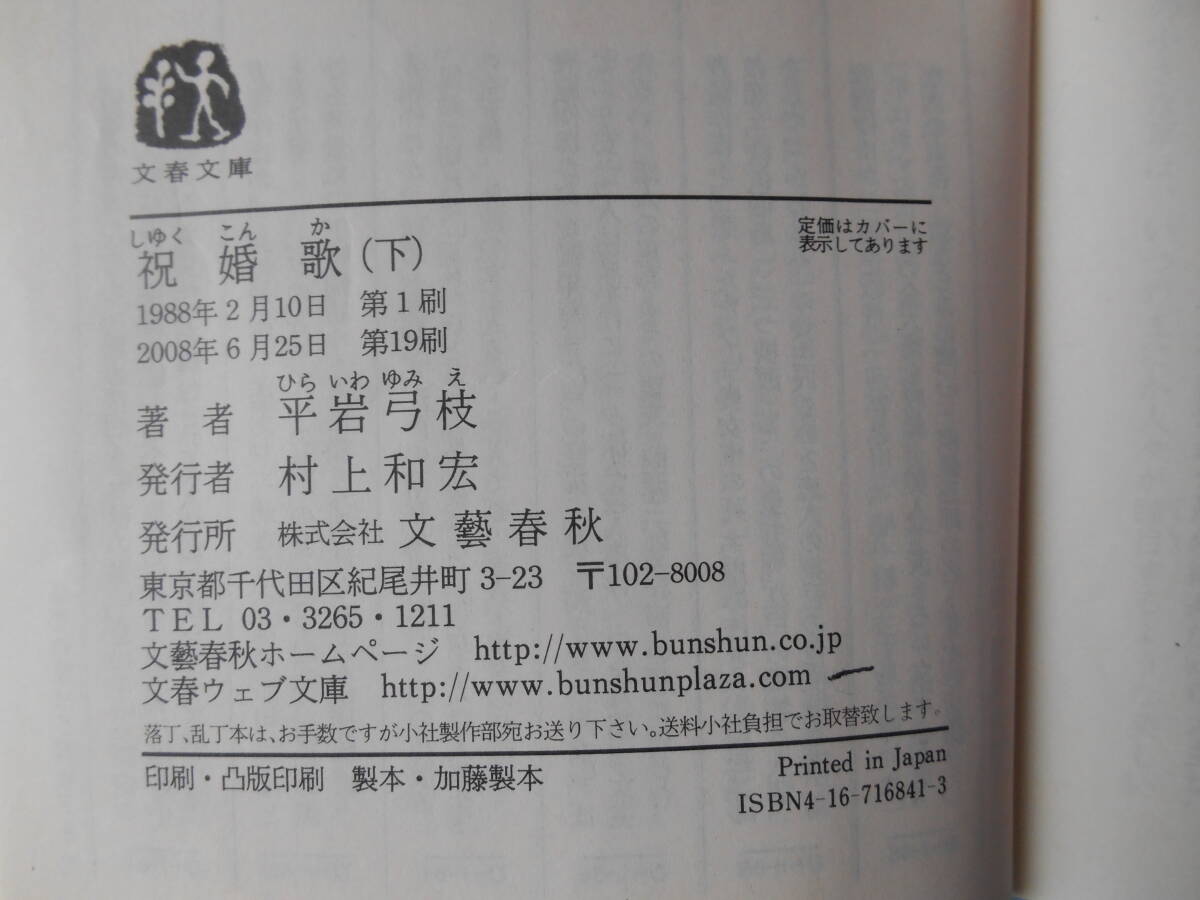 文春文庫
定価はカバーに
表示してあります
しゆく こん か
祝婚歌(下)
1988年2月10日 第1刷
2008年6月25日 第19刷
ひら いわ ゆみ え
著者 平岩弓枝
発行者 村上和宏
発行所 株式会社 文藝春秋
東京都千代田区紀尾井町3-23 〒102-8008
TEL 03・3265・1211
文藝春秋ホームページ http://www.bunshun.co.jp
文春ウェブ文庫 http://www.bunshunplaza.com
落丁、乱丁本は、お手数ですが小社製作部宛お送り下さい。送料小社負担でお取替致します。
印刷・凸版印刷 製本・加藤製本
Printed in Japan
ISBN4-16-716841-3